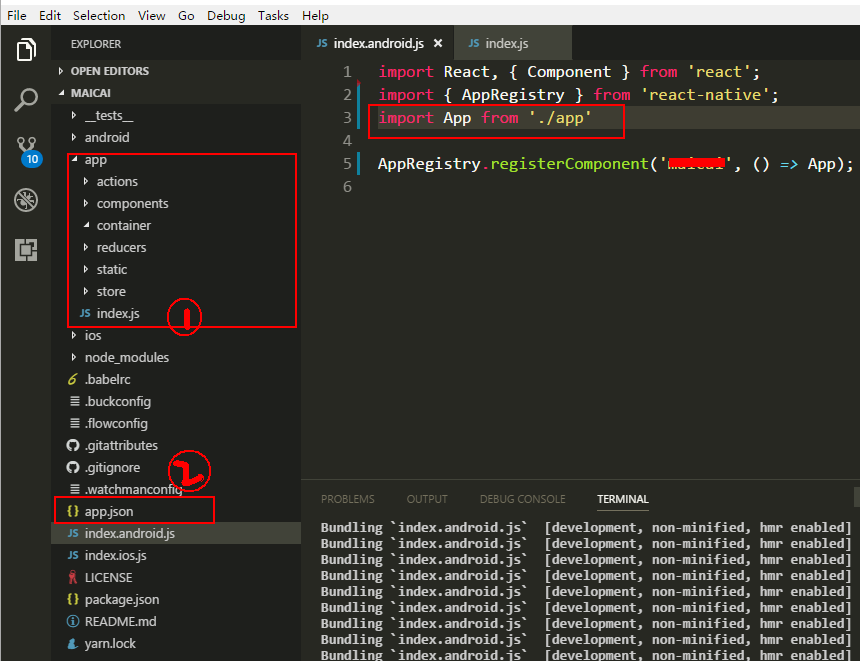 File Edit Selection View Go Debug Tasks Help
EXPLORER
OPEN EDITORS
MAICAI
__tests__
android
app
actions
components
container
reducers
static
store
JS index.js
1
ios
node_modules
.babelrc
.buckconfig
.flowconfig
.gitattributes
.gitignore
2
.watchmanconfig
{} app.json
JS index.android.js
JS index.ios.js
LICENSE
{} package.json
README.md
yarn.lock
10
JS index.android.js × JS index.js
1 import React, { Component } from 'react';
2 import { AppRegistry } from 'react-native';
3 import App from './app'
4
5 AppRegistry.registerComponent('', () => App);
6
PROBLEMS OUTPUT DEBUG CONSOLE TERMINAL
Bundling `index.android.js` [development, non-minified, hmr enabled]
Bundling `index.android.js` [development, non-minified, hmr enabled]
Bundling `index.android.js` [development, non-minified, hmr enabled]
Bundling `index.android.js` [development, non-minified, hmr enabled]
Bundling `index.android.js` [development, non-minified, hmr enabled]
Bundling `index.android.js` [development, non-minified, hmr enabled]
Bundling `index.android.js` [development, non-minified, hmr enabled]
Bundling `index.android.js` [development, non-minified, hmr enabled]
Bundling `index.android.js` [development, non-minified, hmr enabled]